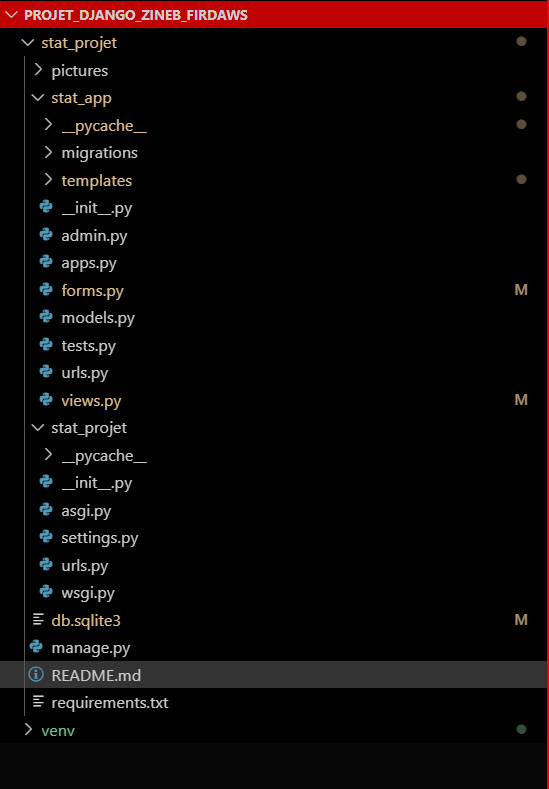 PROJET_DJANGO_ZINEB_FIRDAWS
stat_projet
pictures
stat_app
__pycache__
migrations
templates
__init__.py
admin.py
apps.py
forms.py M
models.py
tests.py
urls.py
views.py M
stat_projet
__pycache__
__init__.py
asgi.py
settings.py
urls.py
wsgi.py
db.sqlite3 M
manage.py
README.md
requirements.txt
venv